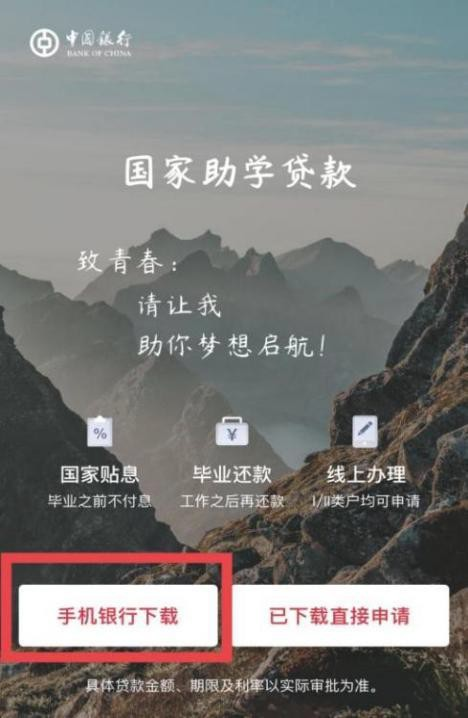 中国银行
BANK OF CHINA
国家助学贷款
致青春：
请让我
助你梦想启航！
%
¥
国家贴息
毕业还款
线上办理
毕业之前不付息
工作之后再还款
I/II类户均可申请
手机银行下载
已下载直接申请
具体贷款金额、期限及利率以实际审批为准。